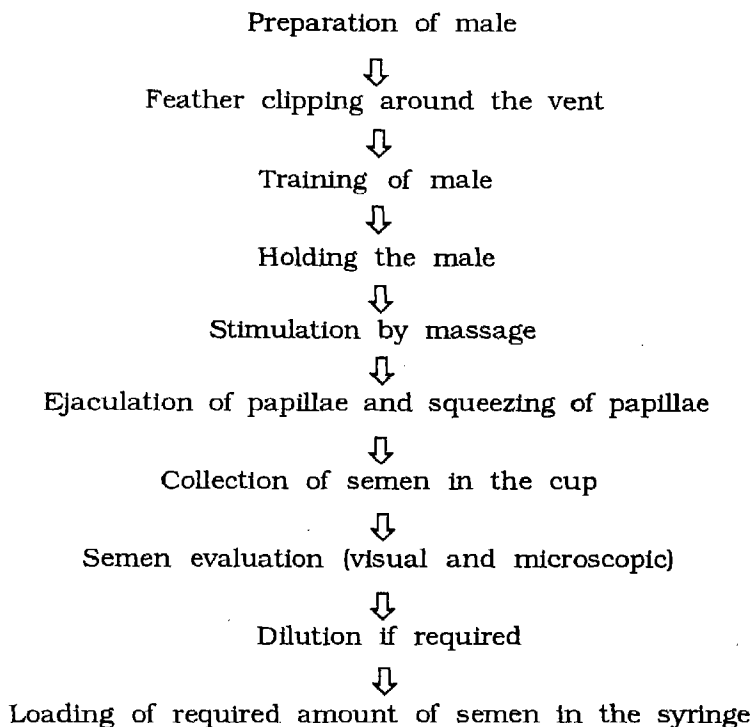 Preparation of male
Feather clipping around the vent
Training of male
Holding the male
Stimulation by massage
Ejaculation of papillae and squeezing of papillae
Collection of semen in the cup
Semen evaluation (visual and microscopic)
Dilution if required
Loading of required amount of semen in the syringe